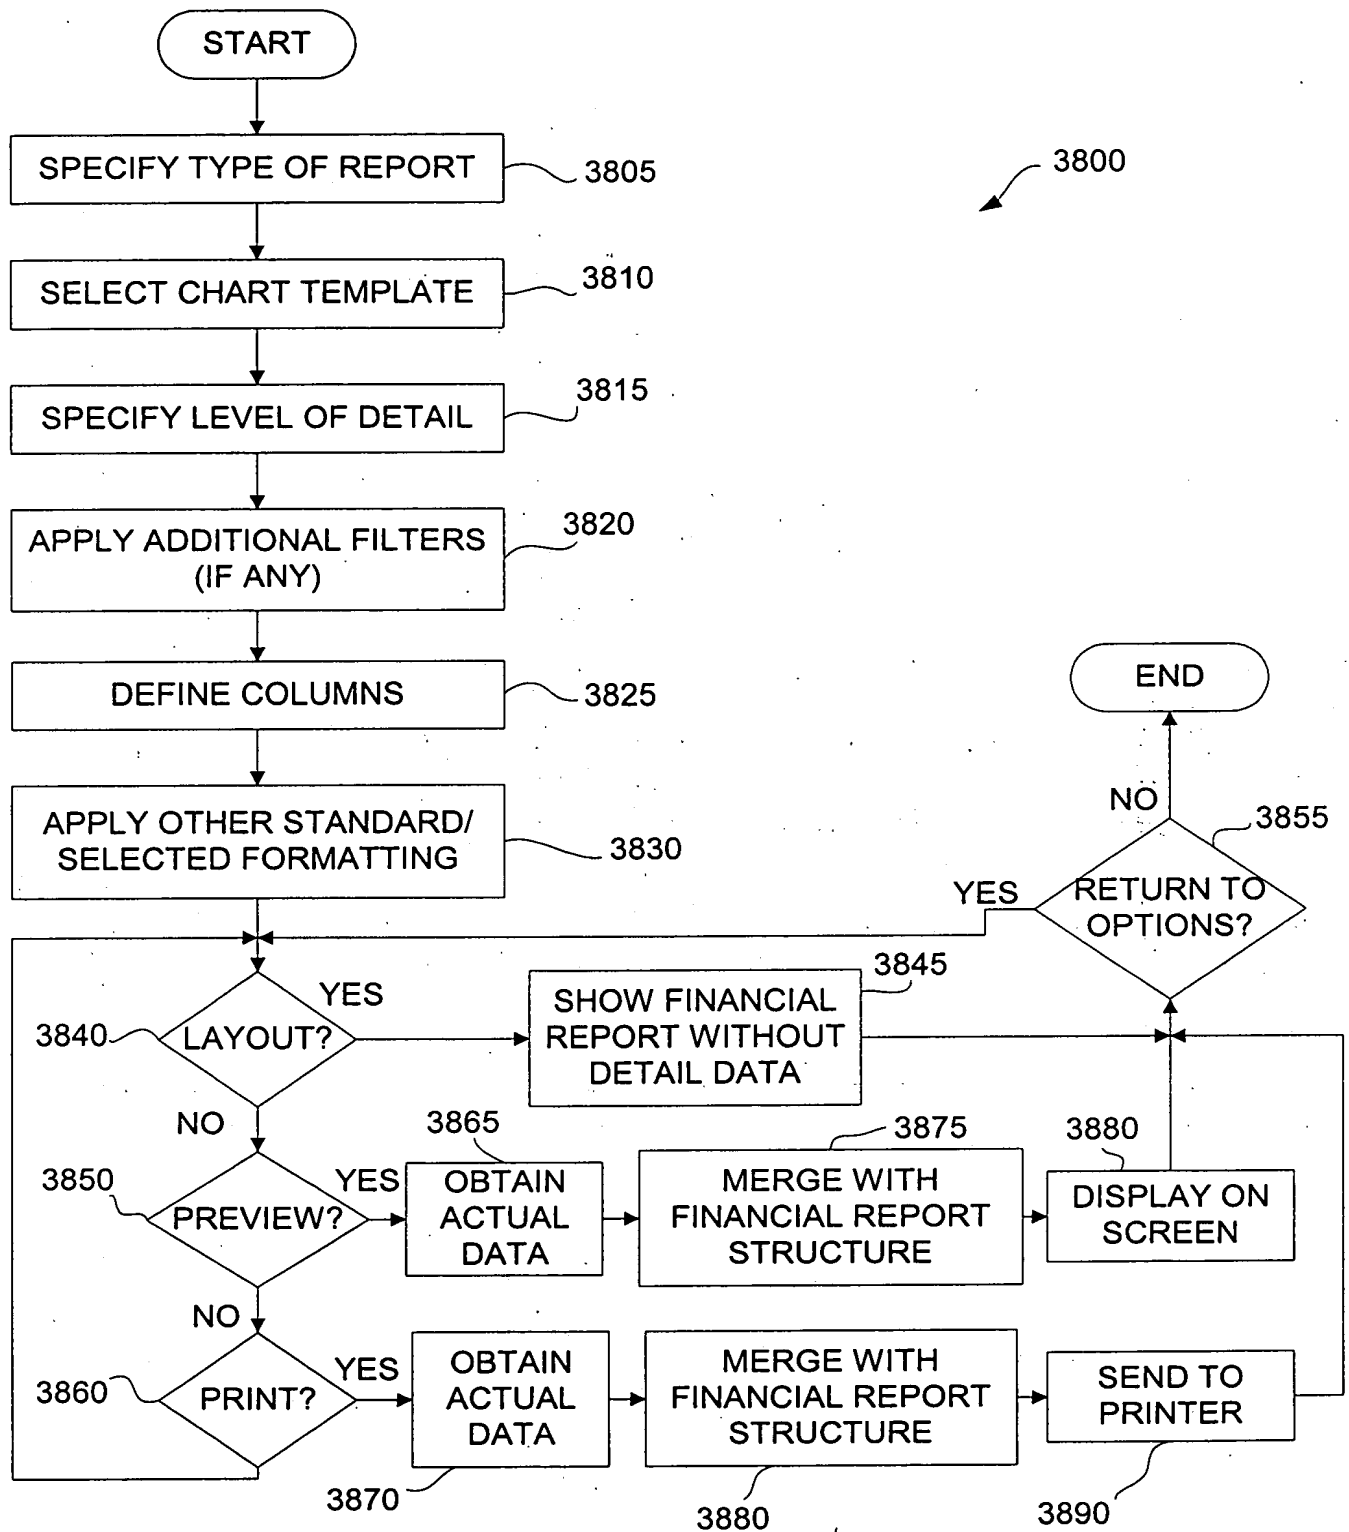 START
SPECIFY TYPE OF REPORT
3805
3800
SELECT CHART TEMPLATE
3810
SPECIFY LEVEL OF DETAIL
3815
APPLY ADDITIONAL FILTERS
(IF ANY)
3820
DEFINE COLUMNS
3825
APPLY OTHER STANDARD/
SELECTED FORMATTING
3830
END
NO
3855
YES
RETURN TO
OPTIONS?
3840
LAYOUT?
YES
SHOW FINANCIAL
REPORT WITHOUT
DETAIL DATA
3845
NO
3850
PREVIEW?
YES
3865
OBTAIN
ACTUAL
DATA
3875
MERGE WITH
FINANCIAL REPORT
STRUCTURE
3880
DISPLAY ON
SCREEN
NO
3860
PRINT?
YES
OBTAIN
ACTUAL
DATA
3870
MERGE WITH
FINANCIAL REPORT
STRUCTURE
3880
SEND TO
PRINTER
3890